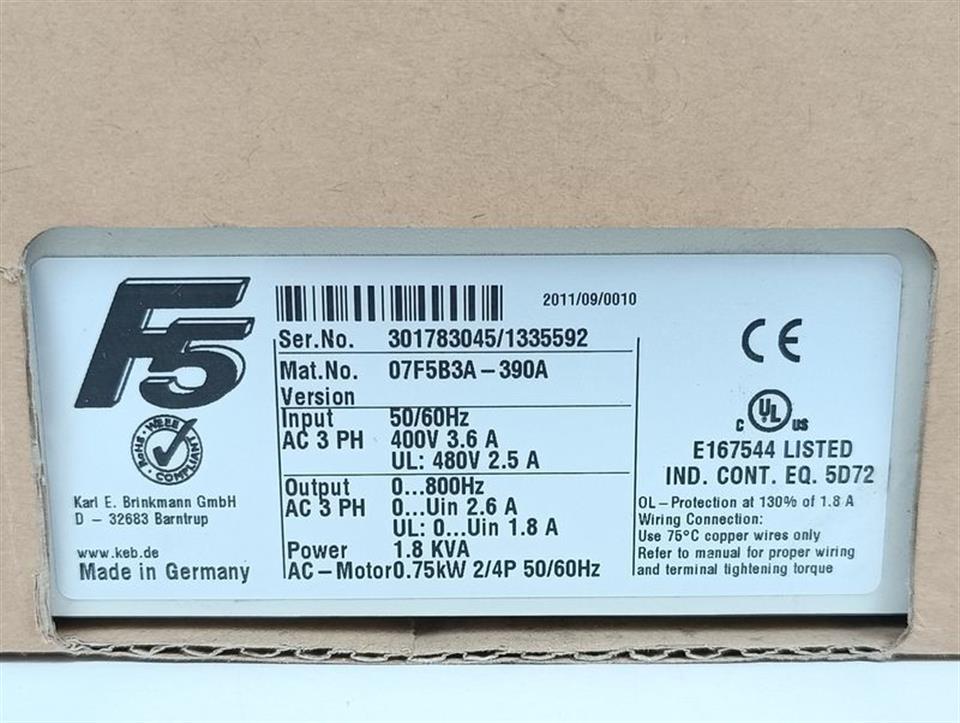 F5
RoHS - WEEE
COMPLIANT
Karl E. Brinkmann GmbH
D – 32683 Barntrup
www.keb.de
Made in Germany
2011/09/0010
Ser.No. 301783045/1335592
Mat.No. 07F5B3A–390A
Version
Input 50/60Hz
AC 3 PH 400V 3.6 A
UL: 480V 2.5 A
Output 0...800Hz
AC 3 PH 0...Uin 2.6 A
UL: 0...Uin 1.8 A
Power 1.8 KVA
AC–Motor 0.75kW 2/4P 50/60Hz
CE
C UL US
E167544 LISTED
IND. CONT. EQ. 5D72
OL–Protection at 130% of 1.8 A
Wiring Connection:
Use 75°C copper wires only
Refer to manual for proper wiring
and terminal tightening torque